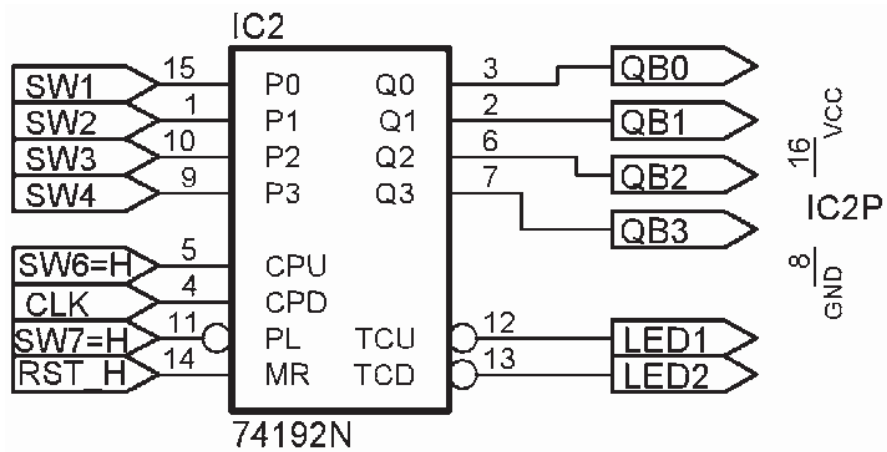 IC2
SW1 15 P0 Q0 3 QB0
SW2 1 P1 Q1 2 QB1
SW3 10 P2 Q2 6 QB2
SW4 9 P3 Q3 7 QB3
16 VCC
IC2P
8 GND
SW6=H 5 CPU
CLK 4 CPD
SW7=H 11 PL TCU 12 LED1
RST_H 14 MR TCD 13 LED2
74192N